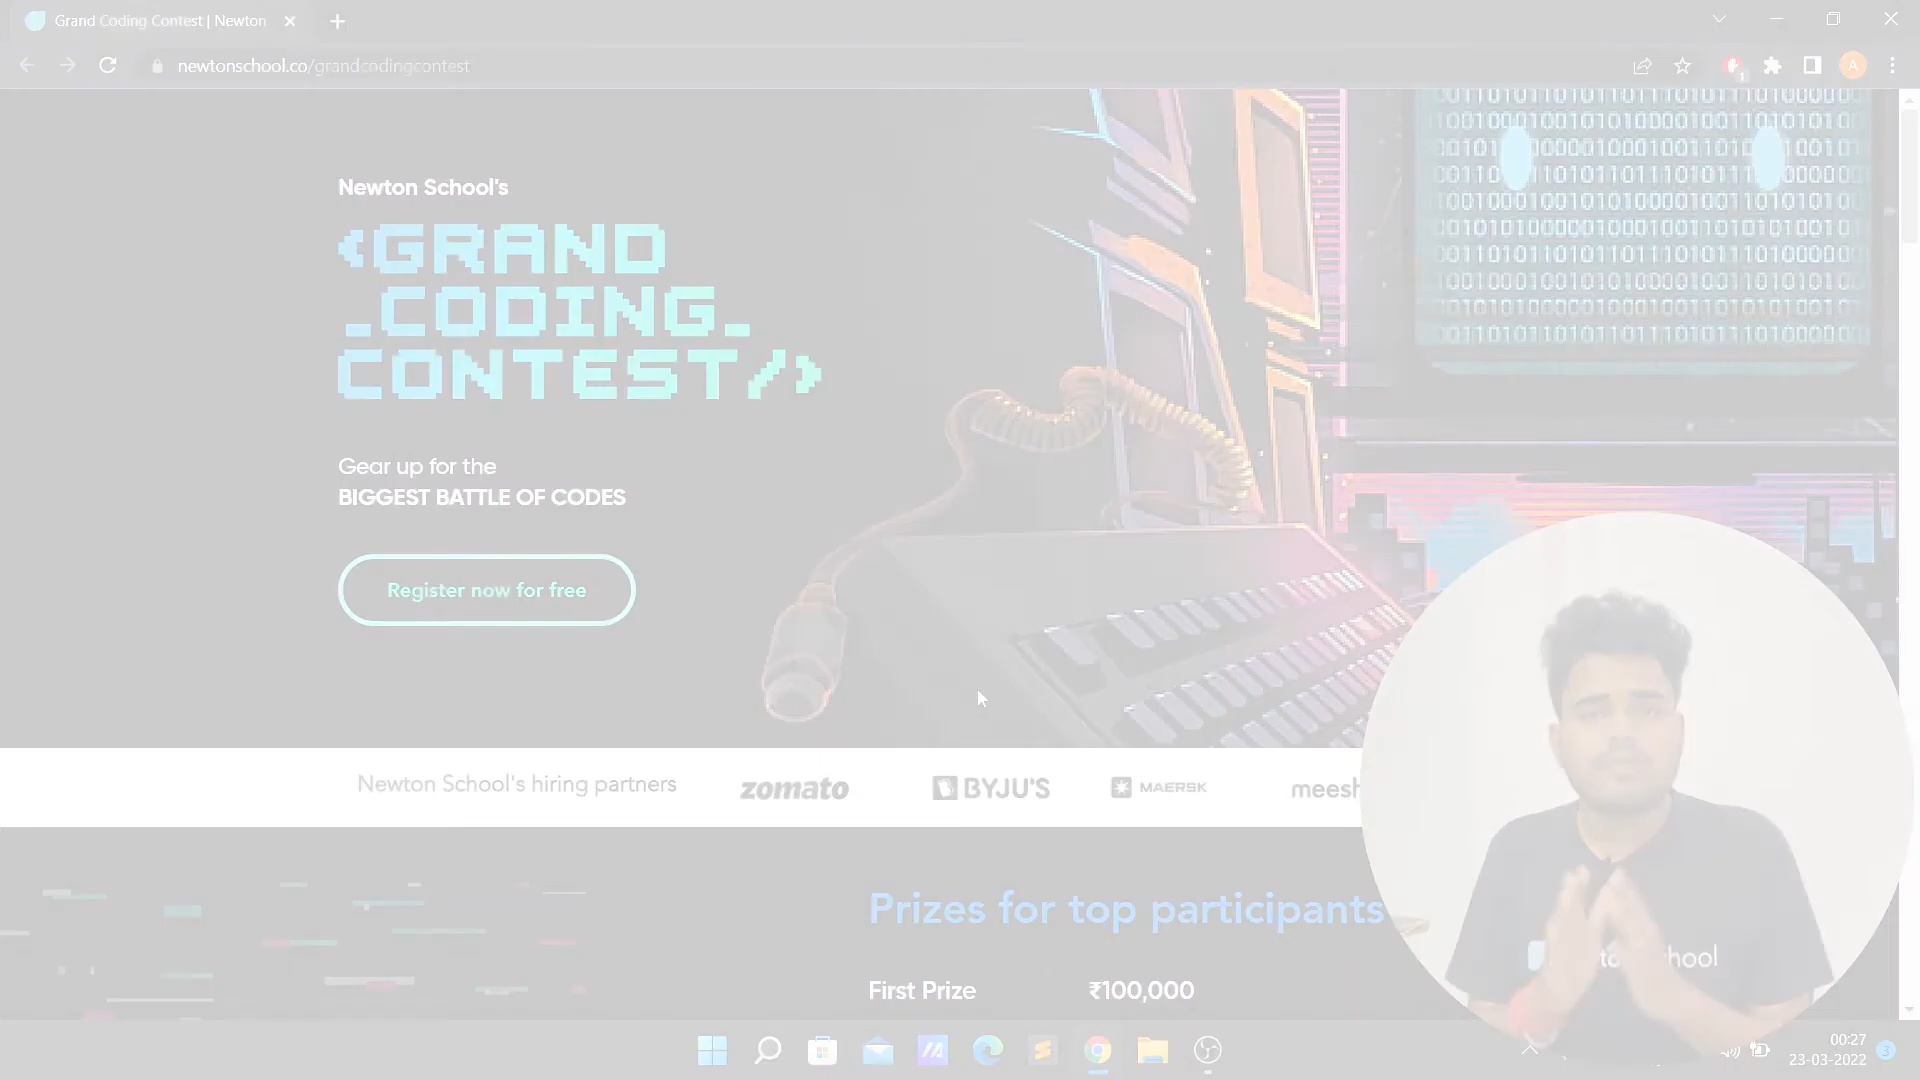 Grand Coding Contest | Newton
newtonschool.co/grandcodingcontest
1
A
Newton School's
<GRAND
_CODING_
CONTEST/>
Gear up for the
BIGGEST BATTLE OF CODES
Register now for free
Newton School's hiring partners
zomato
BYJU'S
MAERSK
Prizes for top participants
First Prize
₹100,000
00:27
23-03-2022
3